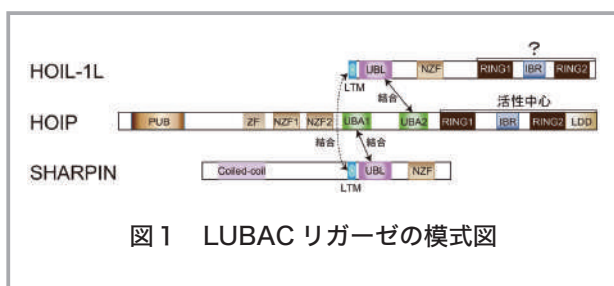 ?
HOIL-1L UBL NZF RING1 IBR RING2
LTM
結合 活性中心
HOIP PUB ZF NZF1 NZF2 UBA1 UBA2 RING1 IBR RING2 LDD
結合 結合
SHARPIN Coiled-coil UBL NZF
LTM
図1 LUBAC リガーゼの模式図